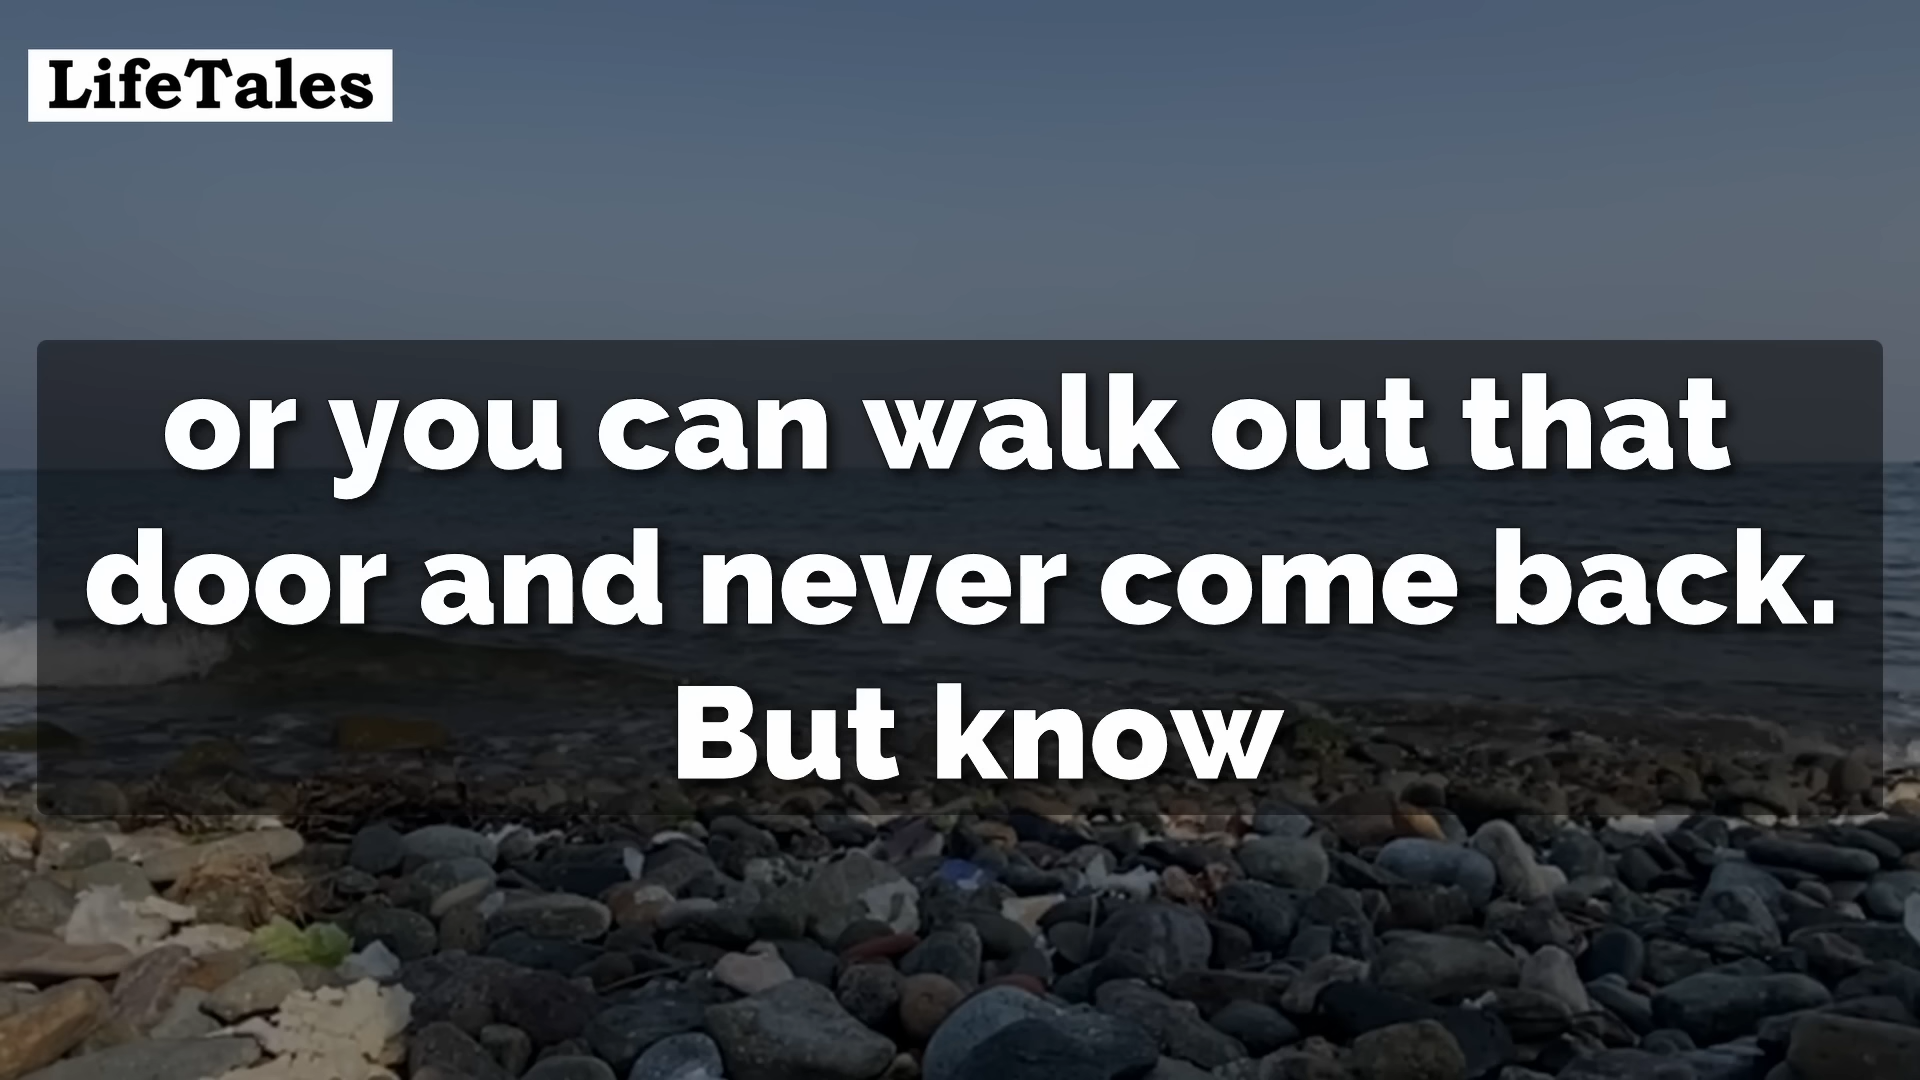 LifeTales
or you can walk out that
door and never come back.
But know